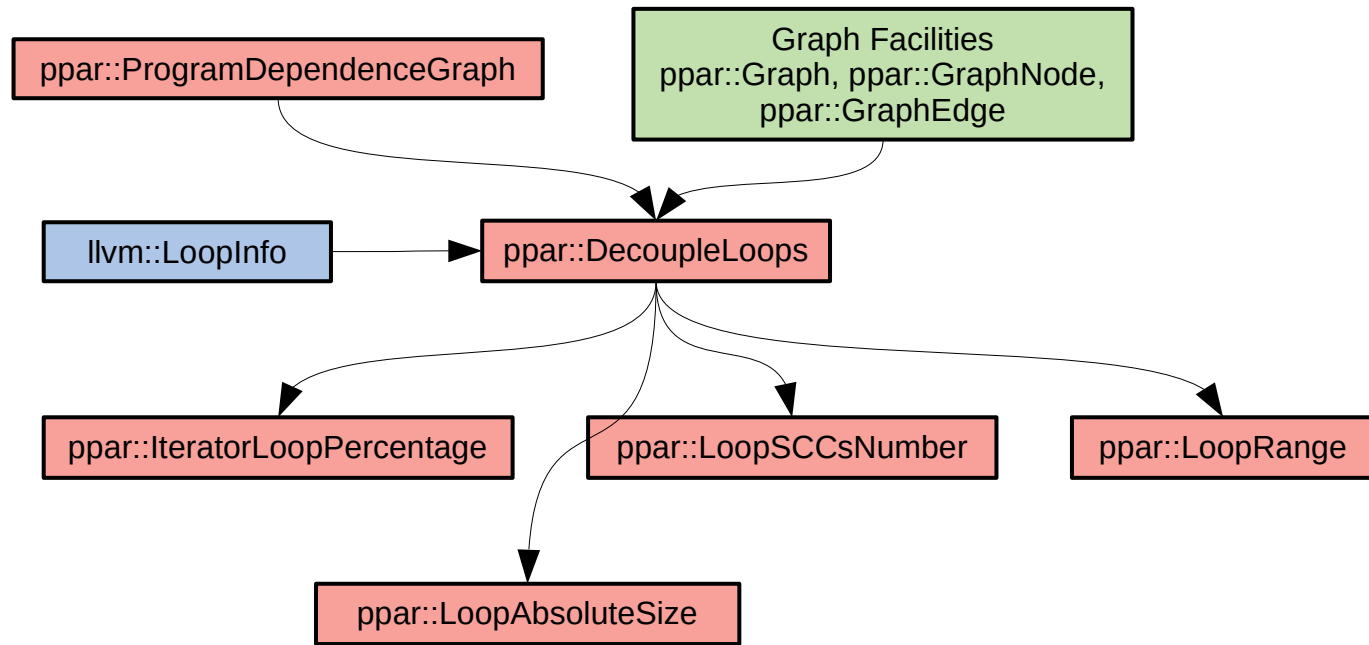 ppar::ProgramDependenceGraph
Graph Facilities
ppar::Graph, ppar::GraphNode,
ppar::GraphEdge
llvm::LoopInfo
ppar::DecoupleLoops
ppar::IteratorLoopPercentage
ppar::LoopSCCsNumber
ppar::LoopRange
ppar::LoopAbsoluteSize